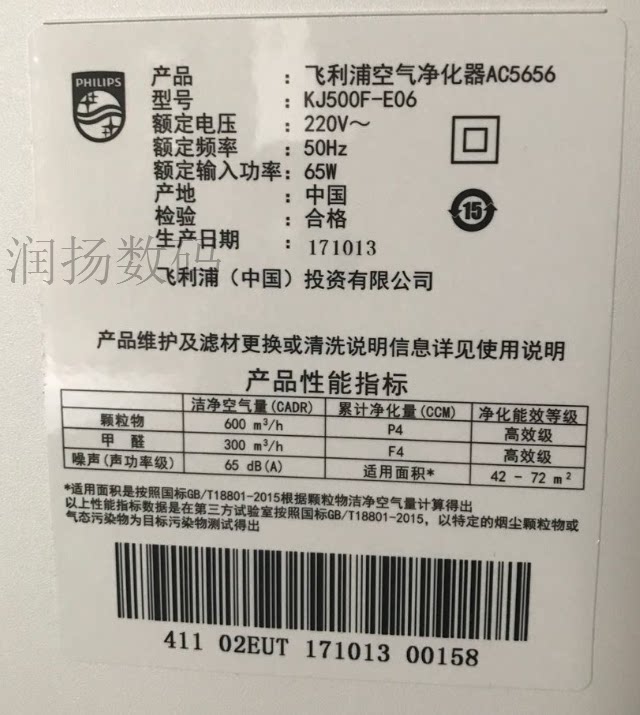 PHILIPS
产品 : 飞利浦空气净化器AC5656
型号 : KJ500F-E06
额定电压 : 220V～
额定频率 : 50Hz
额定输入功率: 65W
产地 : 中国
检验 : 合格
生产日期 : 171013
15
润扬数码
飞利浦（中国）投资有限公司
产品维护及滤材更换或清洗说明信息详见使用说明
产品性能指标
洁净空气量(CADR) 累计净化量(CCM) 净化能效等级
颗粒物 600 m³/h P4 高效级
甲 醛 300 m³/h F4 高效级
噪声(声功率级) 65 dB(A) 适用面积* 42 - 72 m²
*适用面积是按照国标GB/T18801-2015根据颗粒物洁净空气量计算得出
以上性能指标数据是在第三方试验室按照国标GB/T18801-2015，以特定的烟尘颗粒物或
气态污染物为目标污染物测试得出
411 02EUT 171013 00158